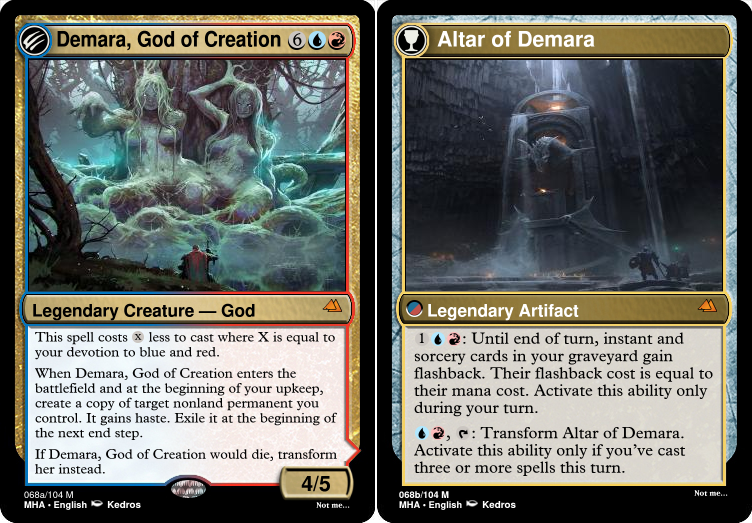 Demara, God of Creation 6
Legendary Creature — God
This spell costs X less to cast where X is equal to
your devotion to blue and red.
When Demara, God of Creation enters the
battlefield and at the beginning of your upkeep,
create a copy of target nonland permanent you
control. It gains haste. Exile it at the beginning of
the next end step.
If Demara, God of Creation would die, transform
her instead.
4/5
068a/104 M
MHA • English Kedros
Not me...
Altar of Demara
Legendary Artifact
1 : Until end of turn, instant and
sorcery cards in your graveyard gain
flashback. Their flashback cost is equal to
their mana cost. Activate this ability only
during your turn.
, : Transform Altar of Demara.
Activate this ability only if you've cast
three or more spells this turn.
068b/104 M
MHA • English Kedros
Not me...